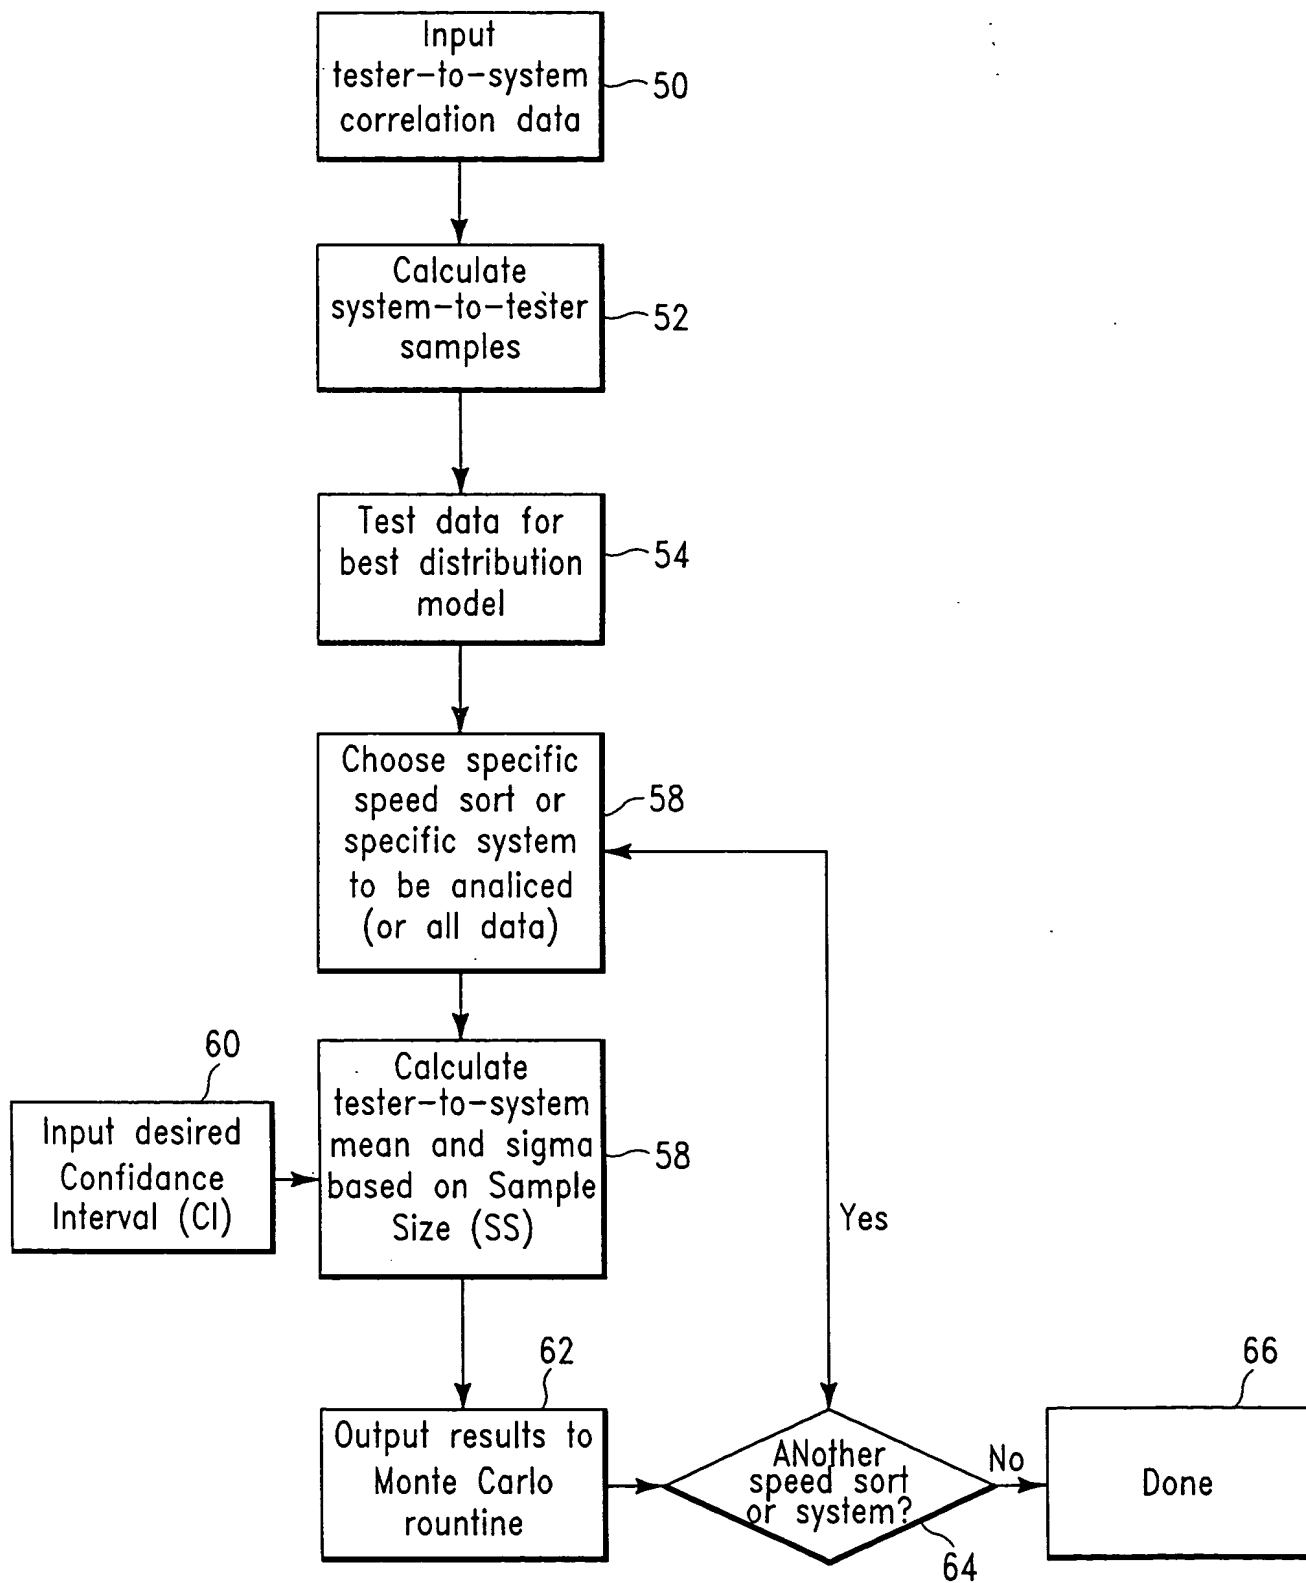 Input
tester-to-system
correlation data
50
Calculate
system-to-tester
samples
52
Test data for
best distribution
model
54
Choose specific
speed sort or
specific system
to be analiced
(or all data)
58
60
Input desired
Confidance
Interval (CI)
Calculate
tester-to-system
mean and sigma
based on Sample
Size (SS)
58
Yes
62
Output results to
Monte Carlo
rountine
ANother
speed sort
or system?
64
No
66
Done